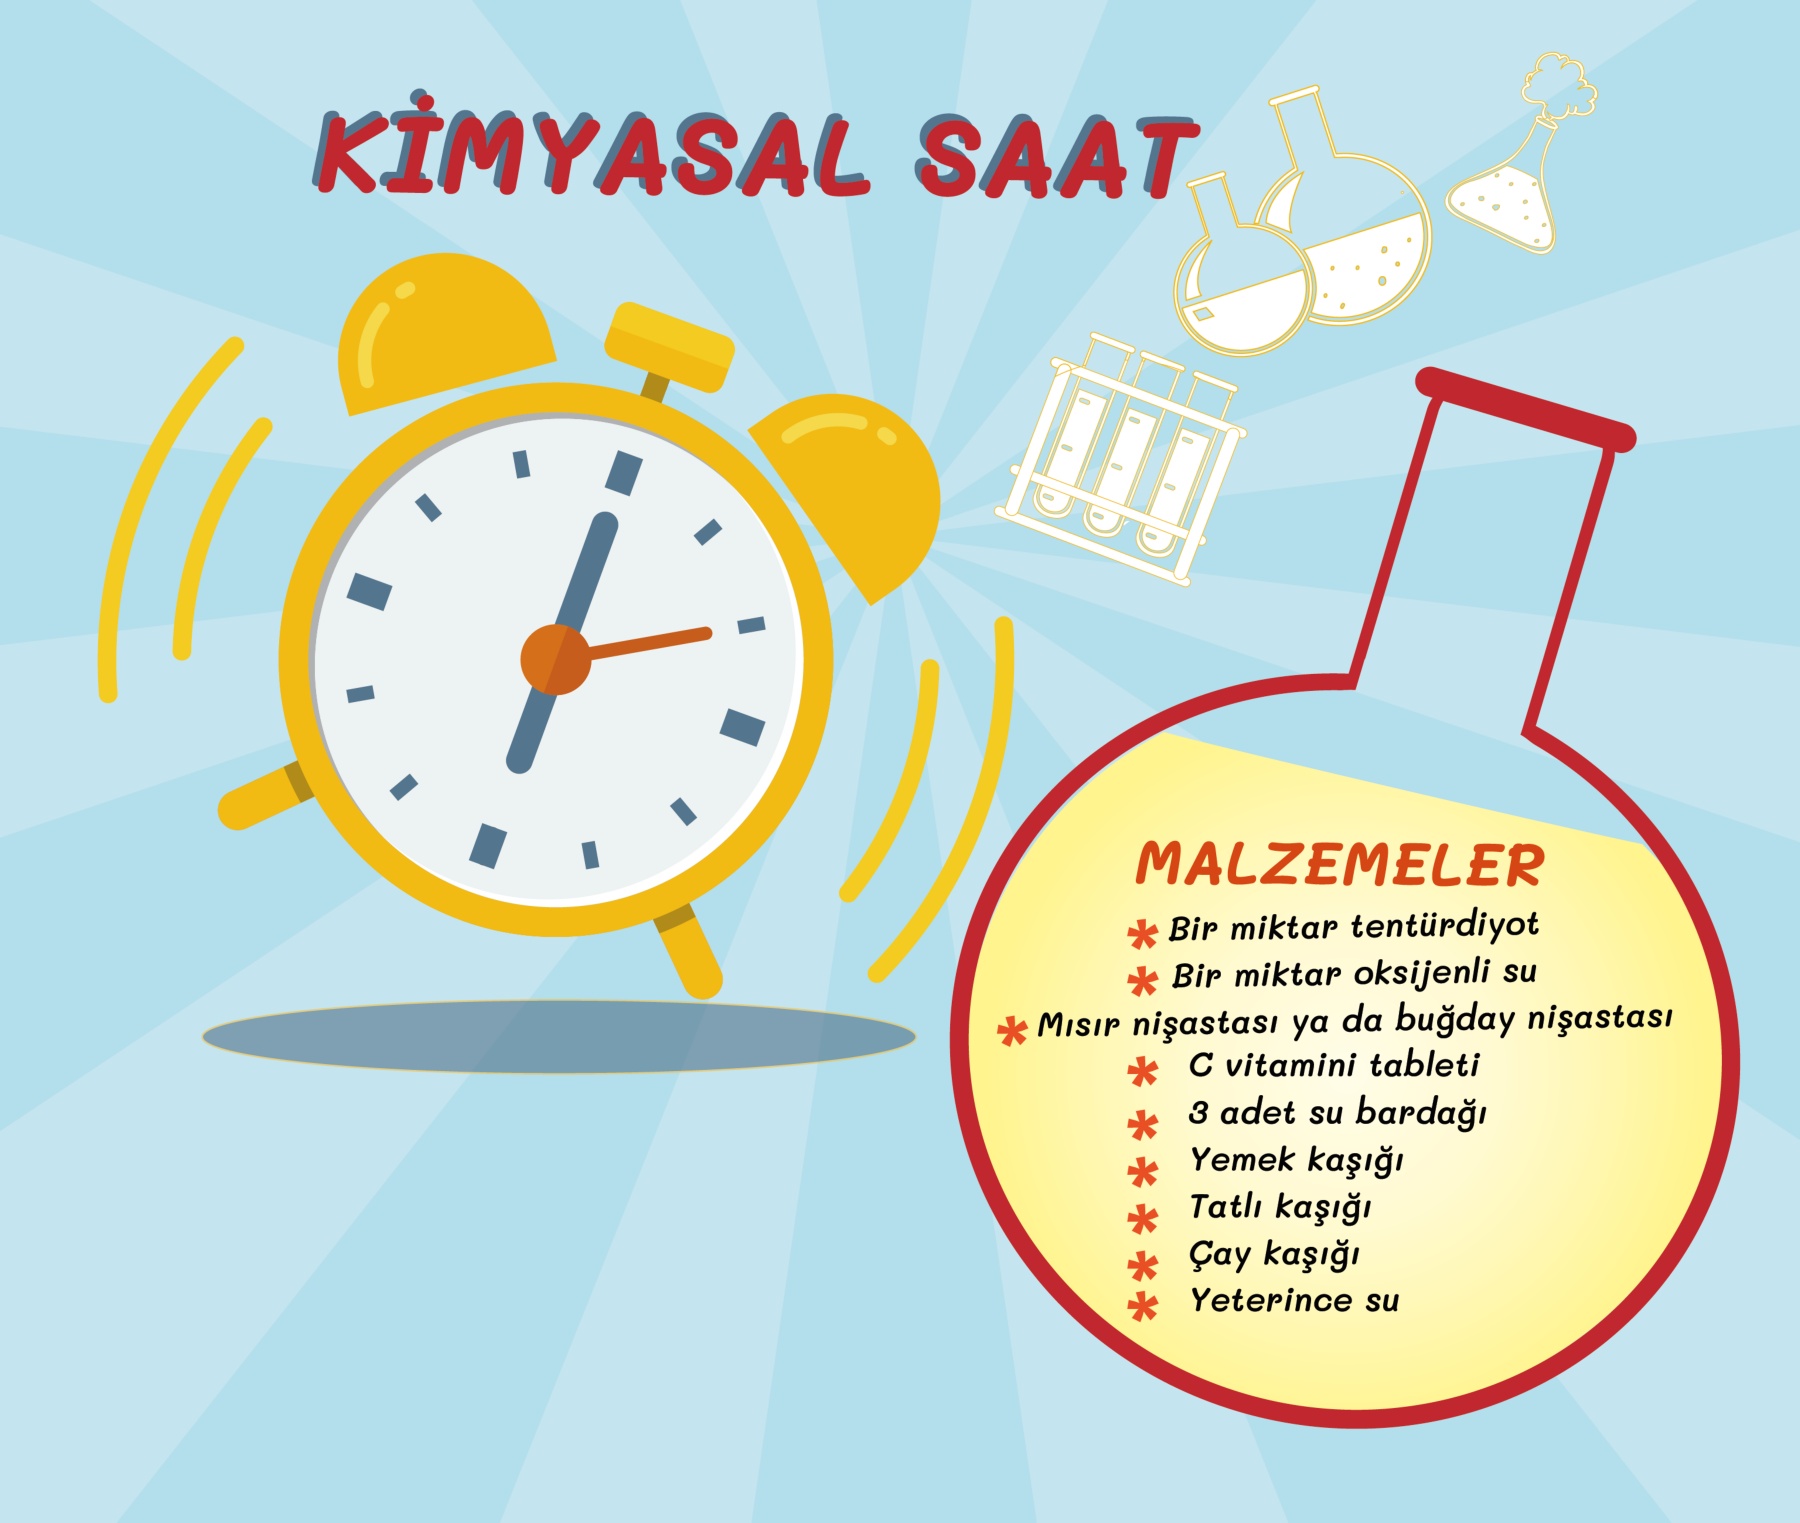 KİMYASAL SAAT
MALZEMELER
* Bir miktar tentürdiyot
* Bir miktar oksijenli su
* Mısır nişastası ya da buğday nişastası
* C vitamini tableti
* 3 adet su bardağı
* Yemek kaşığı
* Tatlı kaşığı
* Çay kaşığı
* Yeterince su